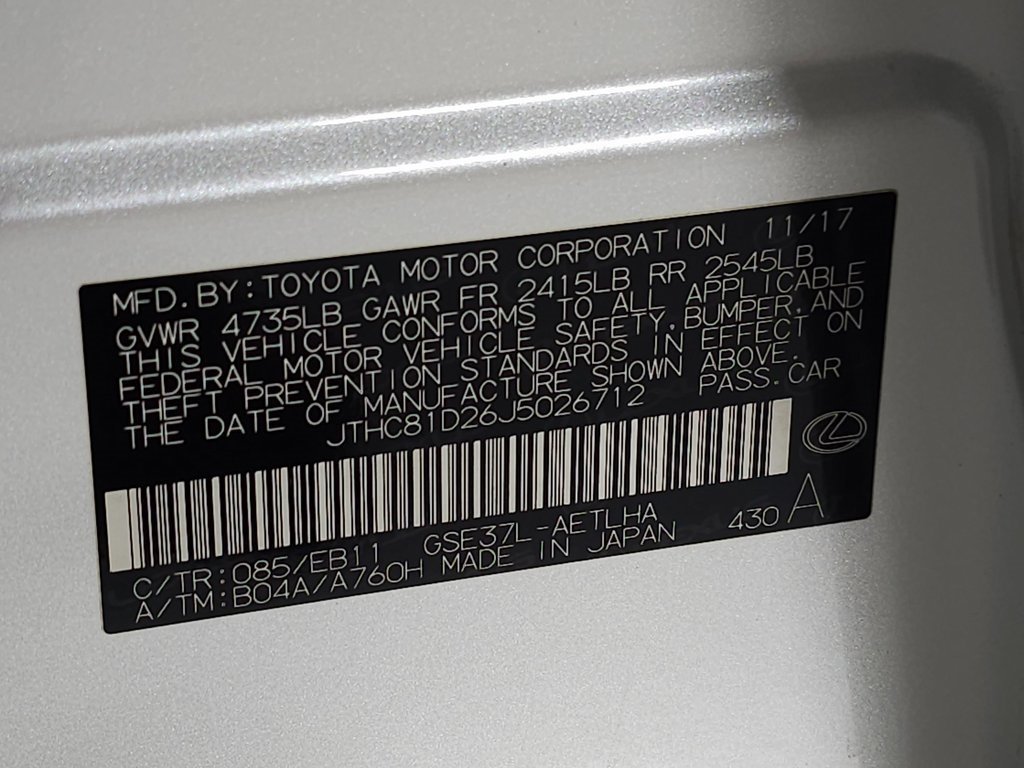 MFD. BY: TOYOTA MOTOR CORPORATION 11/17
GVWR 4735LB GAWR FR 2415LB RR 2545LB
THIS VEHICLE CONFORMS TO ALL APPLICABLE
FEDERAL MOTOR VEHICLE SAFETY, BUMPER, AND
THEFT PREVENTION STANDARDS IN EFFECT ON
THE DATE OF MANUFACTURE SHOWN ABOVE.
JTHC81D26J5026712 PASS. CAR
C/TR: 085/EB11 GSE37L-AETLHA 430 A
A/TM: B04A/A760H MADE IN JAPAN